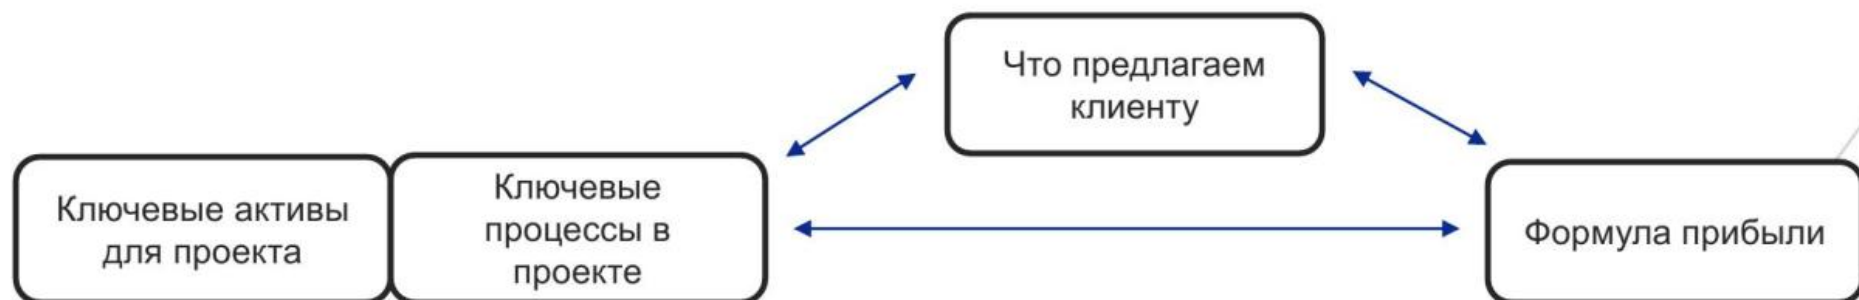 Что предлагаем
клиенту
Ключевые активы
для проекта
Ключевые
процессы в
проекте
Формула прибыли